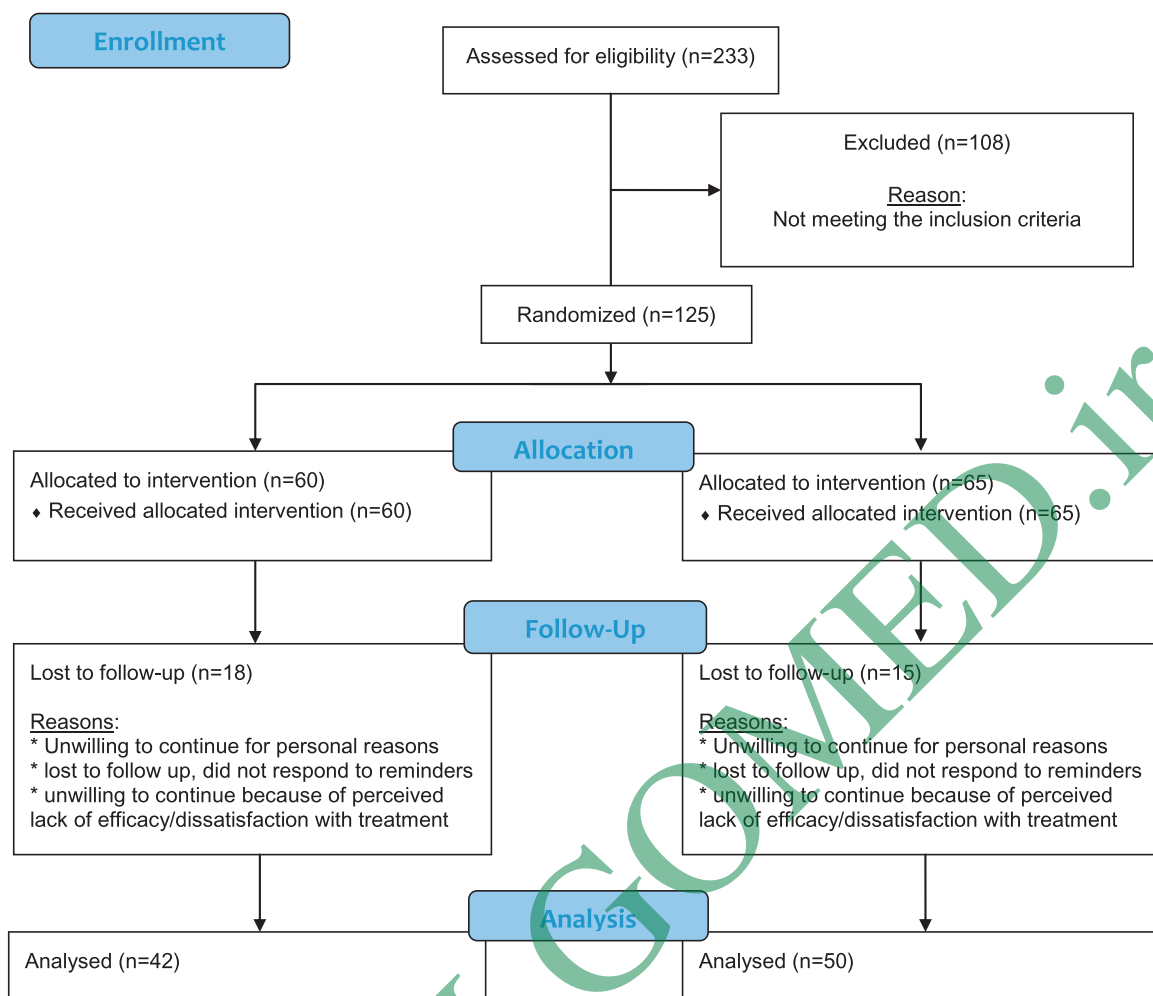 Enrollment
Assessed for eligibility (n=233)
Excluded (n=108)
Reason:
Not meeting the inclusion criteria
Randomized (n=125)
Allocation
Allocated to intervention (n=60)
♦ Received allocated intervention (n=60)
Allocated to intervention (n=65)
♦ Received allocated intervention (n=65)
Follow-Up
Lost to follow-up (n=18)
Reasons:
* Unwilling to continue for personal reasons
* lost to follow up, did not respond to reminders
* unwilling to continue because of perceived
lack of efficacy/dissatisfaction with treatment
Lost to follow-up (n=15)
Reasons:
* Unwilling to continue for personal reasons
* lost to follow up, did not respond to reminders
* unwilling to continue because of perceived
lack of efficacy/dissatisfaction with treatment
Analysis
Analysed (n=42)
Analysed (n=50)
GOMED.in